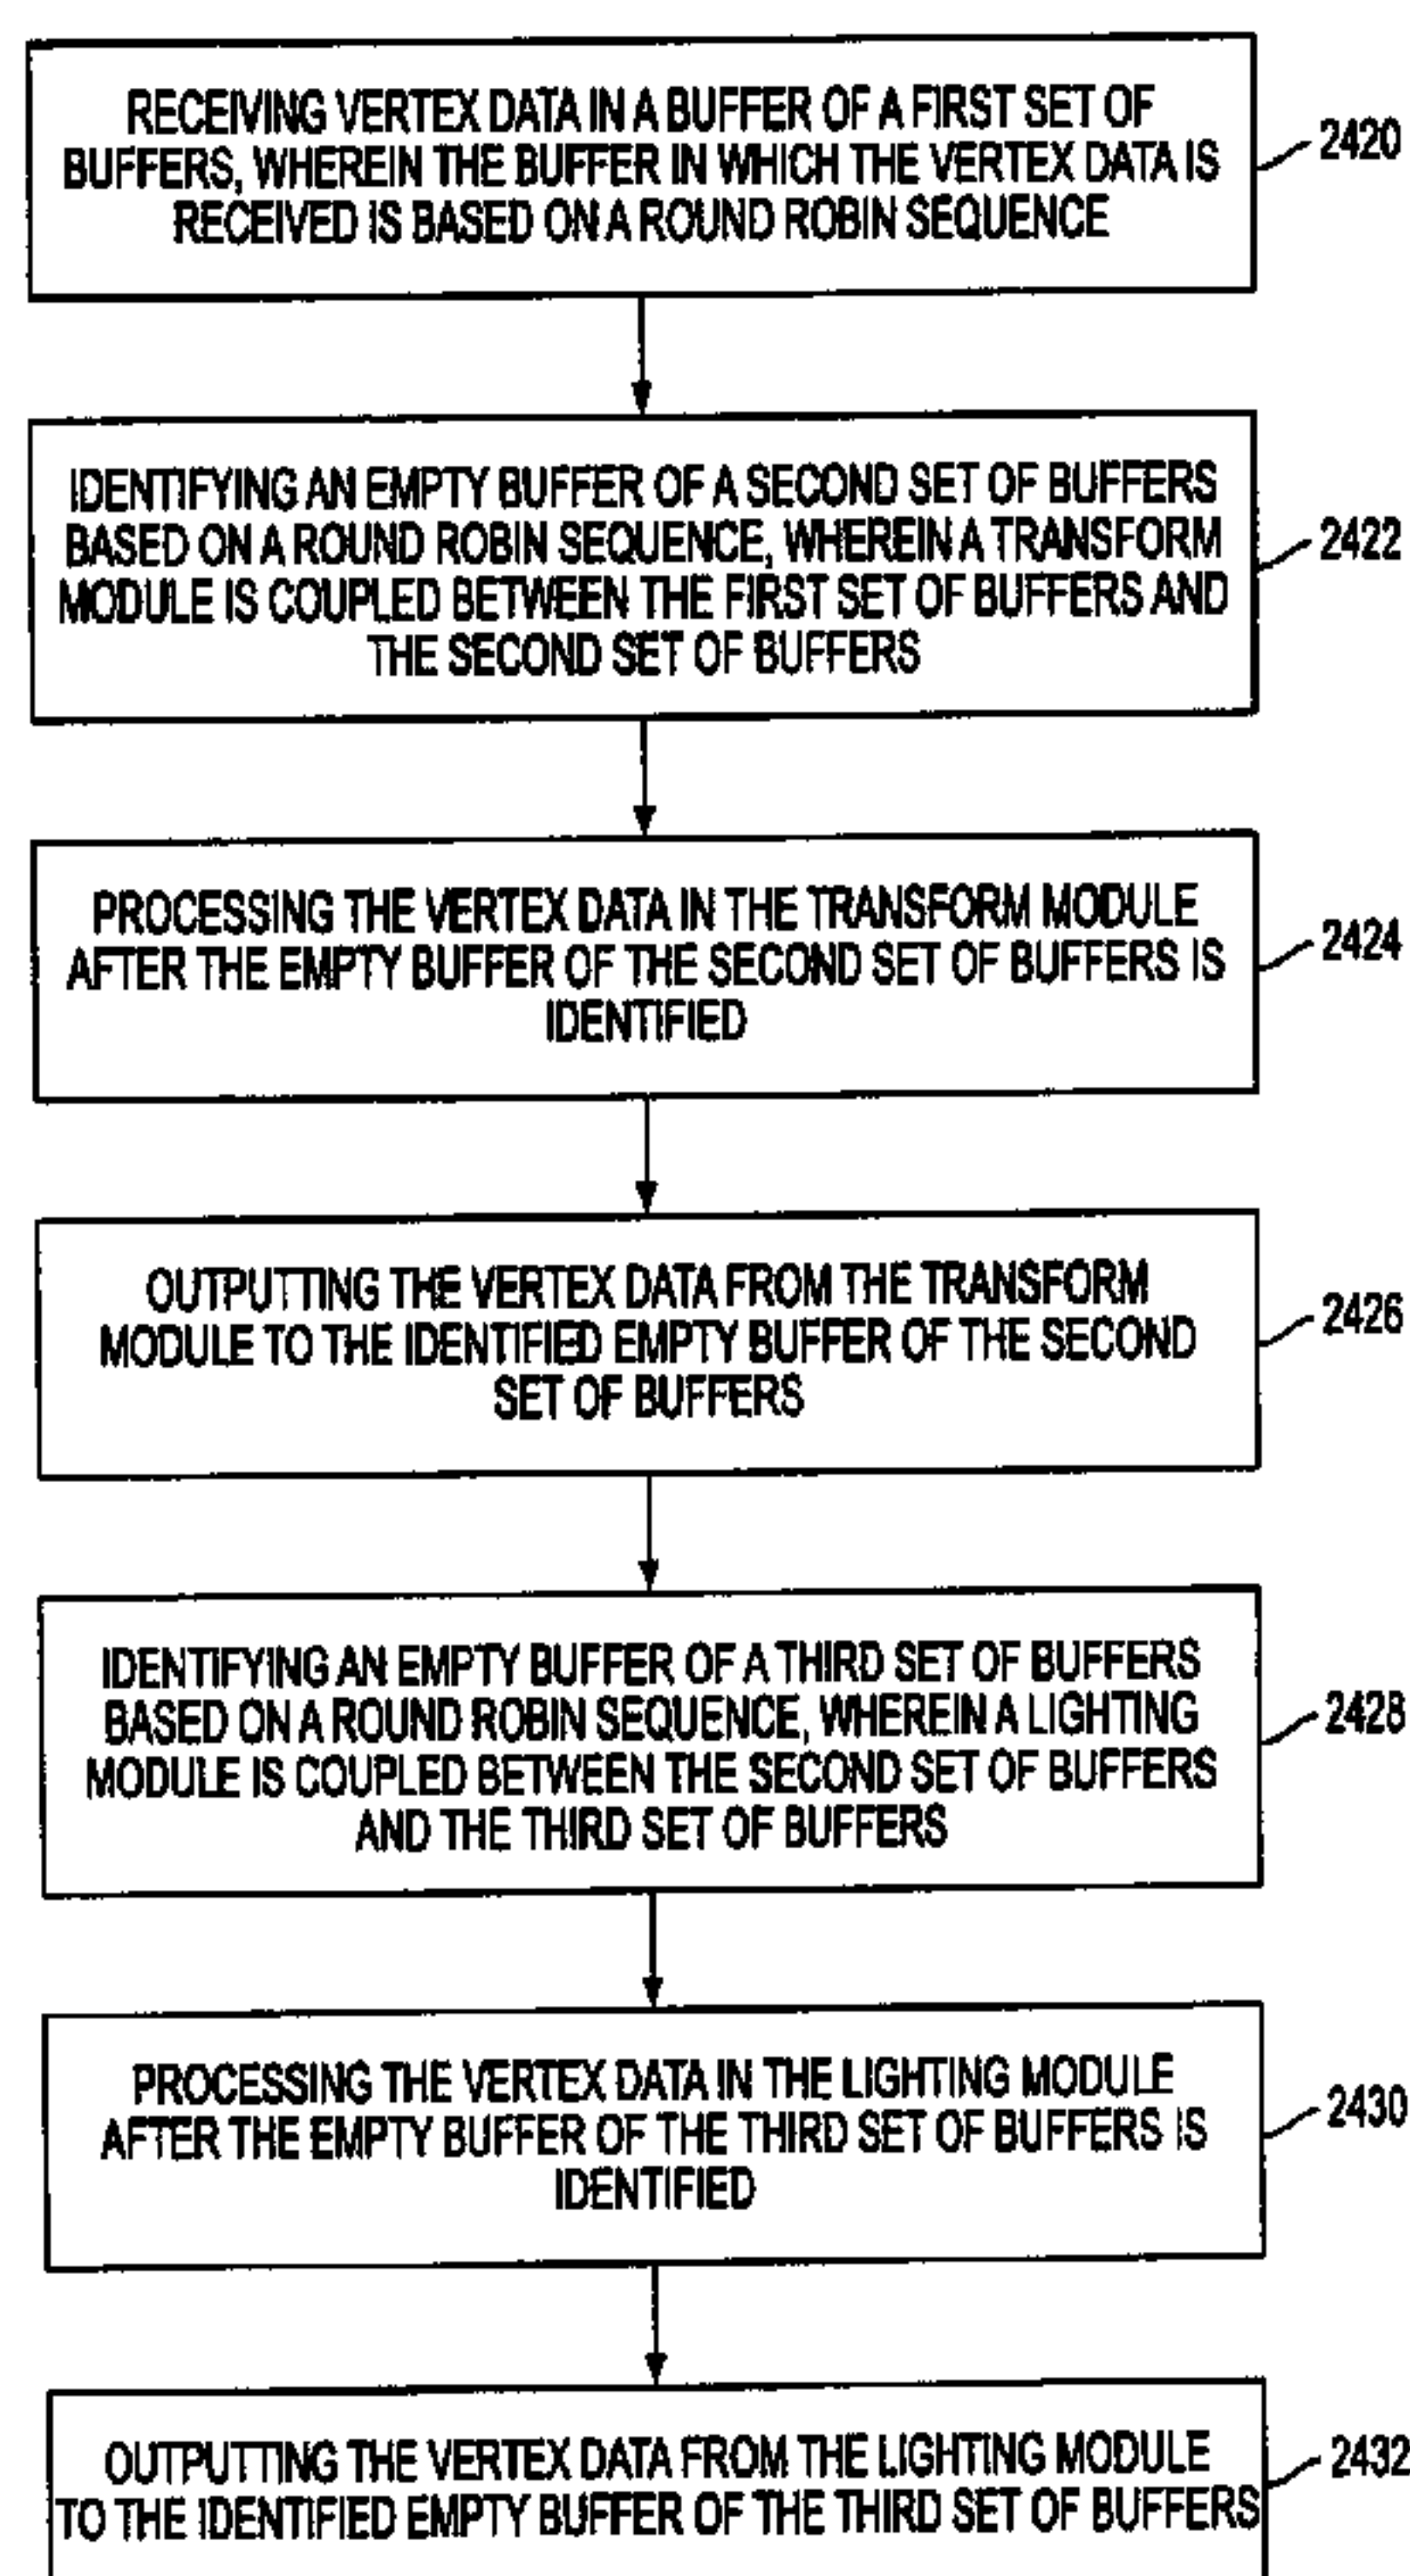 RECEIVING VERTEX DATA IN A BUFFER OF A FIRST SET OF
BUFFERS, WHEREIN THE BUFFER IN WHICH THE VERTEX DATA IS
RECEIVED IS BASED ON A ROUND ROBIN SEQUENCE
2420
IDENTIFYING AN EMPTY BUFFER OF A SECOND SET OF BUFFERS
BASED ON A ROUND ROBIN SEQUENCE, WHEREIN A TRANSFORM
MODULE IS COUPLED BETWEEN THE FIRST SET OF BUFFERS AND
THE SECOND SET OF BUFFERS
2422
PROCESSING THE VERTEX DATA IN THE TRANSFORM MODULE
AFTER THE EMPTY BUFFER OF THE SECOND SET OF BUFFERS IS
IDENTIFIED
2424
OUTPUTTING THE VERTEX DATA FROM THE TRANSFORM
MODULE TO THE IDENTIFIED EMPTY BUFFER OF THE SECOND
SET OF BUFFERS
2426
IDENTIFYING AN EMPTY BUFFER OF A THIRD SET OF BUFFERS
BASED ON A ROUND ROBIN SEQUENCE, WHEREIN A LIGHTING
MODULE IS COUPLED BETWEEN THE SECOND SET OF BUFFERS
AND THE THIRD SET OF BUFFERS
2428
PROCESSING THE VERTEX DATA IN THE LIGHTING MODULE
AFTER THE EMPTY BUFFER OF THE THIRD SET OF BUFFERS IS
IDENTIFIED
2430
OUTPUTTING THE VERTEX DATA FROM THE LIGHTING MODULE
TO THE IDENTIFIED EMPTY BUFFER OF THE THIRD SET OF BUFFERS
2432